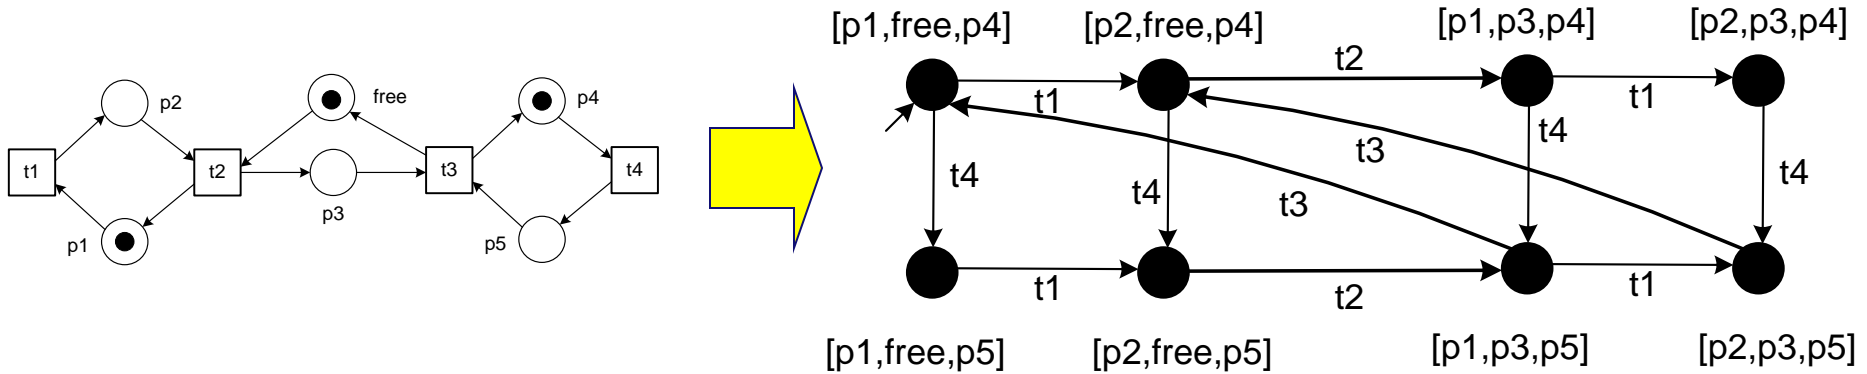 p2
free
p4
t1
t2
t3
t4
p3
p1
p5
[p1,free,p4]
[p2,free,p4]
[p1,p3,p4]
[p2,p3,p4]
t1
t2
t1
t4
t4
t3
t3
t4
t4
t1
t2
t1
[p1,free,p5]
[p2,free,p5]
[p1,p3,p5]
[p2,p3,p5]